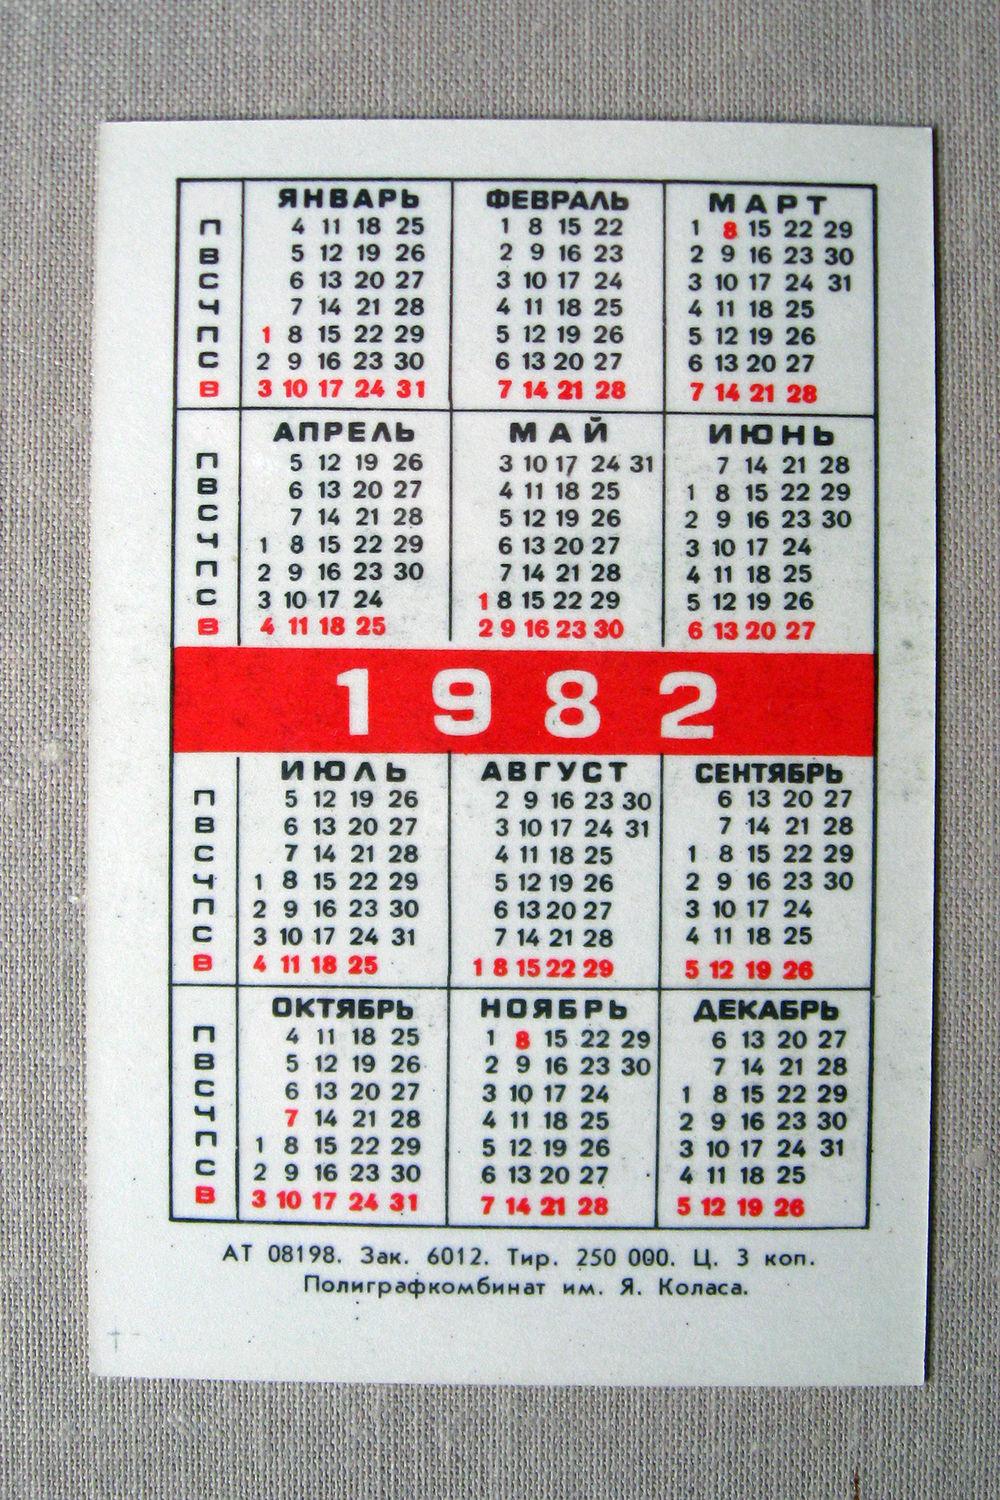 ЯНВАРЬ ФЕВРАЛЬ МАРТ
П 4 11 18 25 1 8 15 22 1 8 15 22 29
В 5 12 19 26 2 9 16 23 2 9 16 23 30
С 6 13 20 27 3 10 17 24 3 10 17 24 31
Ч 7 14 21 28 4 11 18 25 4 11 18 25
П 1 8 15 22 29 5 12 19 26 5 12 19 26
С 2 9 16 23 30 6 13 20 27 6 13 20 27
В 3 10 17 24 31 7 14 21 28 7 14 21 28
АПРЕЛЬ МАЙ ИЮНЬ
П 5 12 19 26 3 10 17 24 31 7 14 21 28
В 6 13 20 27 4 11 18 25 1 8 15 22 29
С 7 14 21 28 5 12 19 26 2 9 16 23 30
Ч 1 8 15 22 29 6 13 20 27 3 10 17 24
П 2 9 16 23 30 7 14 21 28 4 11 18 25
С 3 10 17 24 1 8 15 22 29 5 12 19 26
В 4 11 18 25 2 9 16 23 30 6 13 20 27
1982
ИЮЛЬ АВГУСТ СЕНТЯБРЬ
П 5 12 19 26 2 9 16 23 30 6 13 20 27
В 6 13 20 27 3 10 17 24 31 7 14 21 28
С 7 14 21 28 4 11 18 25 1 8 15 22 29
Ч 1 8 15 22 29 5 12 19 26 2 9 16 23 30
П 2 9 16 23 30 6 13 20 27 3 10 17 24
С 3 10 17 24 31 7 14 21 28 4 11 18 25
В 4 11 18 25 1 8 15 22 29 5 12 19 26
ОКТЯБРЬ НОЯБРЬ ДЕКАБРЬ
П 4 11 18 25 1 8 15 22 29 6 13 20 27
В 5 12 19 26 2 9 16 23 30 7 14 21 28
С 6 13 20 27 3 10 17 24 1 8 15 22 29
Ч 7 14 21 28 4 11 18 25 2 9 16 23 30
П 1 8 15 22 29 5 12 19 26 3 10 17 24 31
С 2 9 16 23 30 6 13 20 27 4 11 18 25
В 3 10 17 24 31 7 14 21 28 5 12 19 26
АТ 08198. Зак. 6012. Тир. 250 000. Ц. 3 коп.
Полиграфкомбинат им. Я. Коласа.